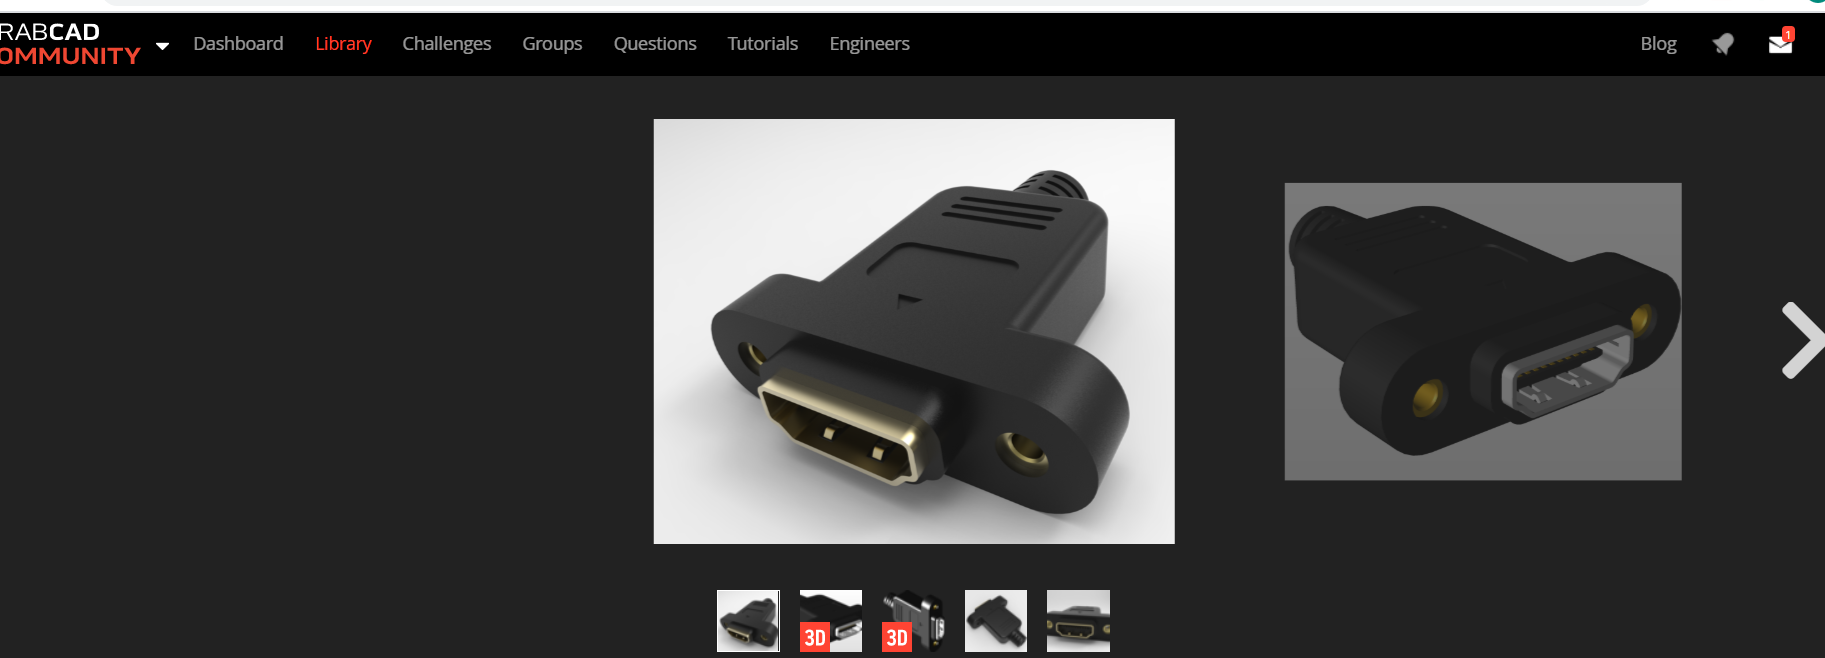 RABCAD
OMMUNITY
Dashboard Library Challenges Groups Questions Tutorials Engineers Blog 1
3D 3D